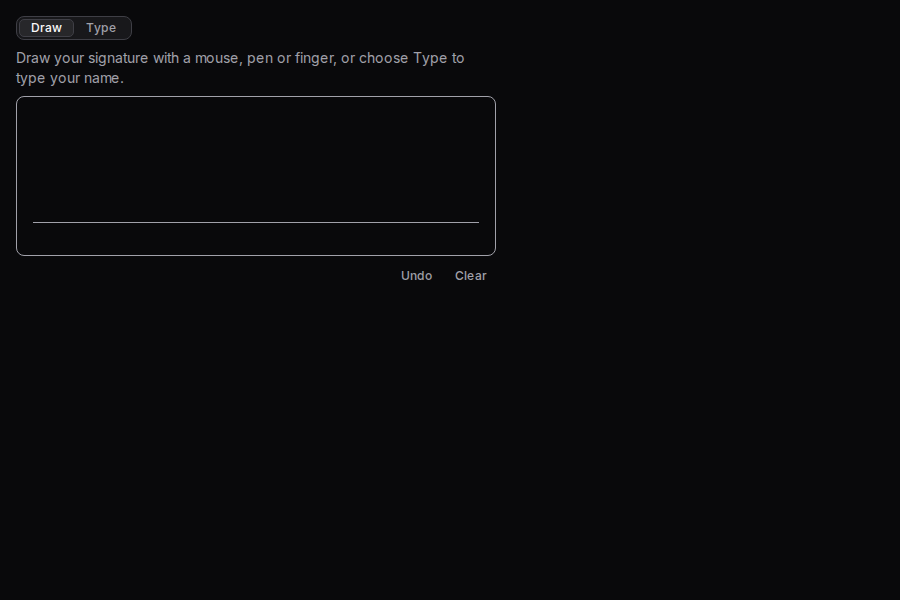 Draw Type
Draw your signature with a mouse, pen or finger, or choose Type to
type your name.
Undo Clear